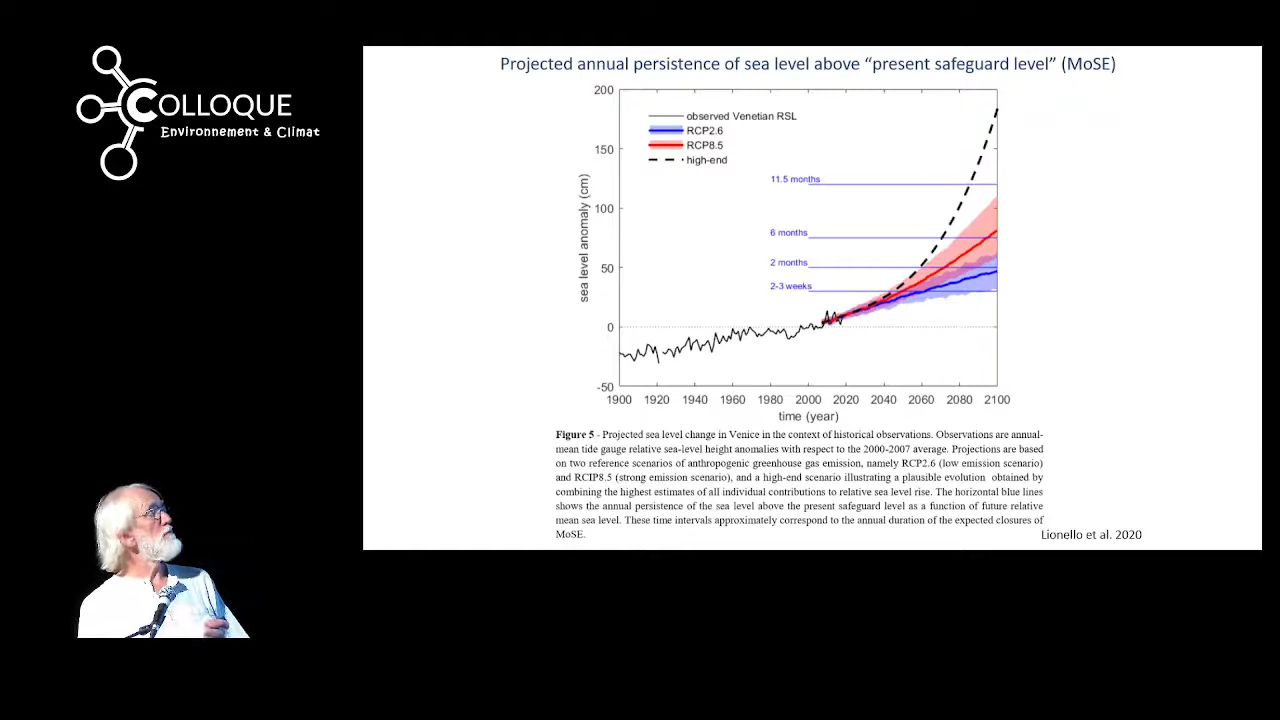 COLLOQUE
Environnement & Climat
Projected annual persistence of sea level above “present safeguard level” (MoSE)
200
150
100
50
0
-50
sea level anomaly (cm)
observed Venetian RSL
RCP2.6
RCP8.5
high-end
11.5 months
6 months
2 months
2-3 weeks
1900 1920 1940 1960 1980 2000 2020 2040 2060 2080 2100
time (year)
Figure 5 - Projected sea level change in Venice in the context of historical observations. Observations are annual-
mean tide gauge relative sea-level height anomalies with respect to the 2000-2007 average. Projections are based
on two reference scenarios of anthropogenic greenhouse gas emission, namely RCP2.6 (low emission scenario)
and RCIP8.5 (strong emission scenario), and a high-end scenario illustrating a plausible evolution obtained by
combining the highest estimates of all individual contributions to relative sea level rise. The horizontal blue lines
shows the annual persistence of the sea level above the present safeguard level as a function of future relative
mean sea level. These time intervals approximately correspond to the annual duration of the expected closures of
MoSE.
Lionello et al. 2020